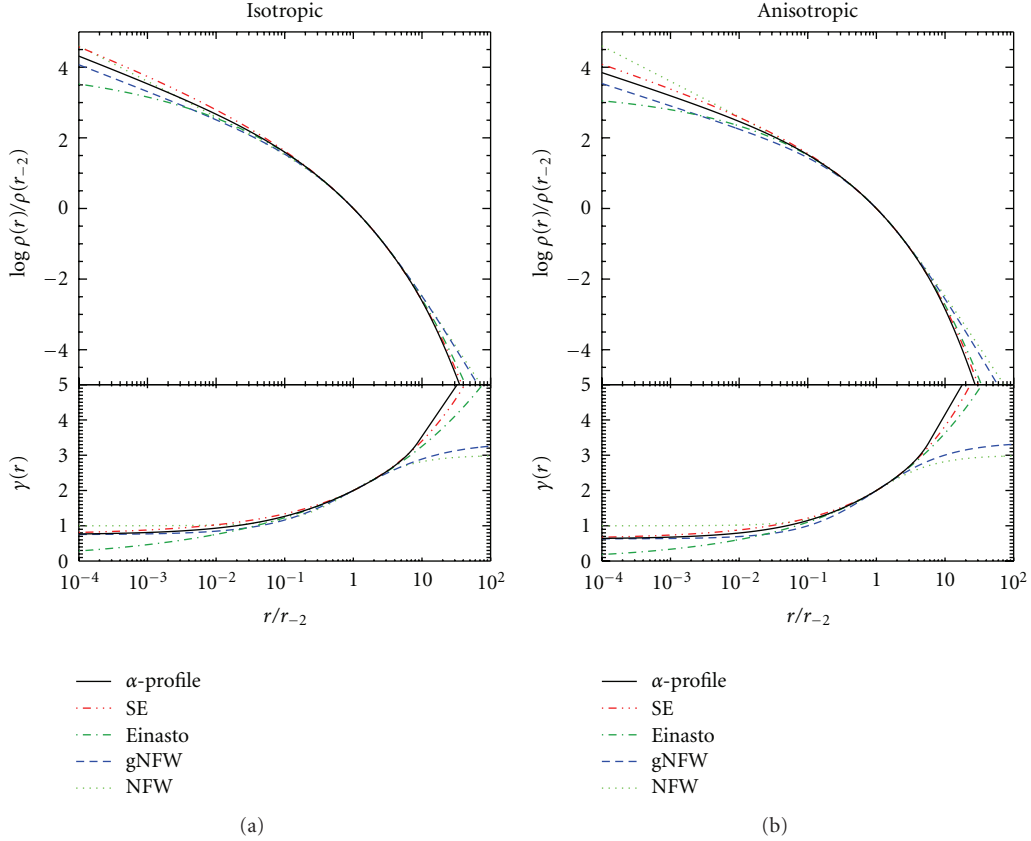 Isotropic
4
2
0
−2
−4
log ρ(r)/ρ(r₋₂)
5
4
3
2
1
0
γ(r)
10⁻⁴ 10⁻³ 10⁻² 10⁻¹ 1 10 10²
r/r₋₂
α-profile
SE
Einasto
gNFW
NFW
(a)
Anisotropic
4
2
0
−2
−4
log ρ(r)/ρ(r₋₂)
5
4
3
2
1
0
γ(r)
10⁻⁴ 10⁻³ 10⁻² 10⁻¹ 1 10 10²
r/r₋₂
α-profile
SE
Einasto
gNFW
NFW
(b)